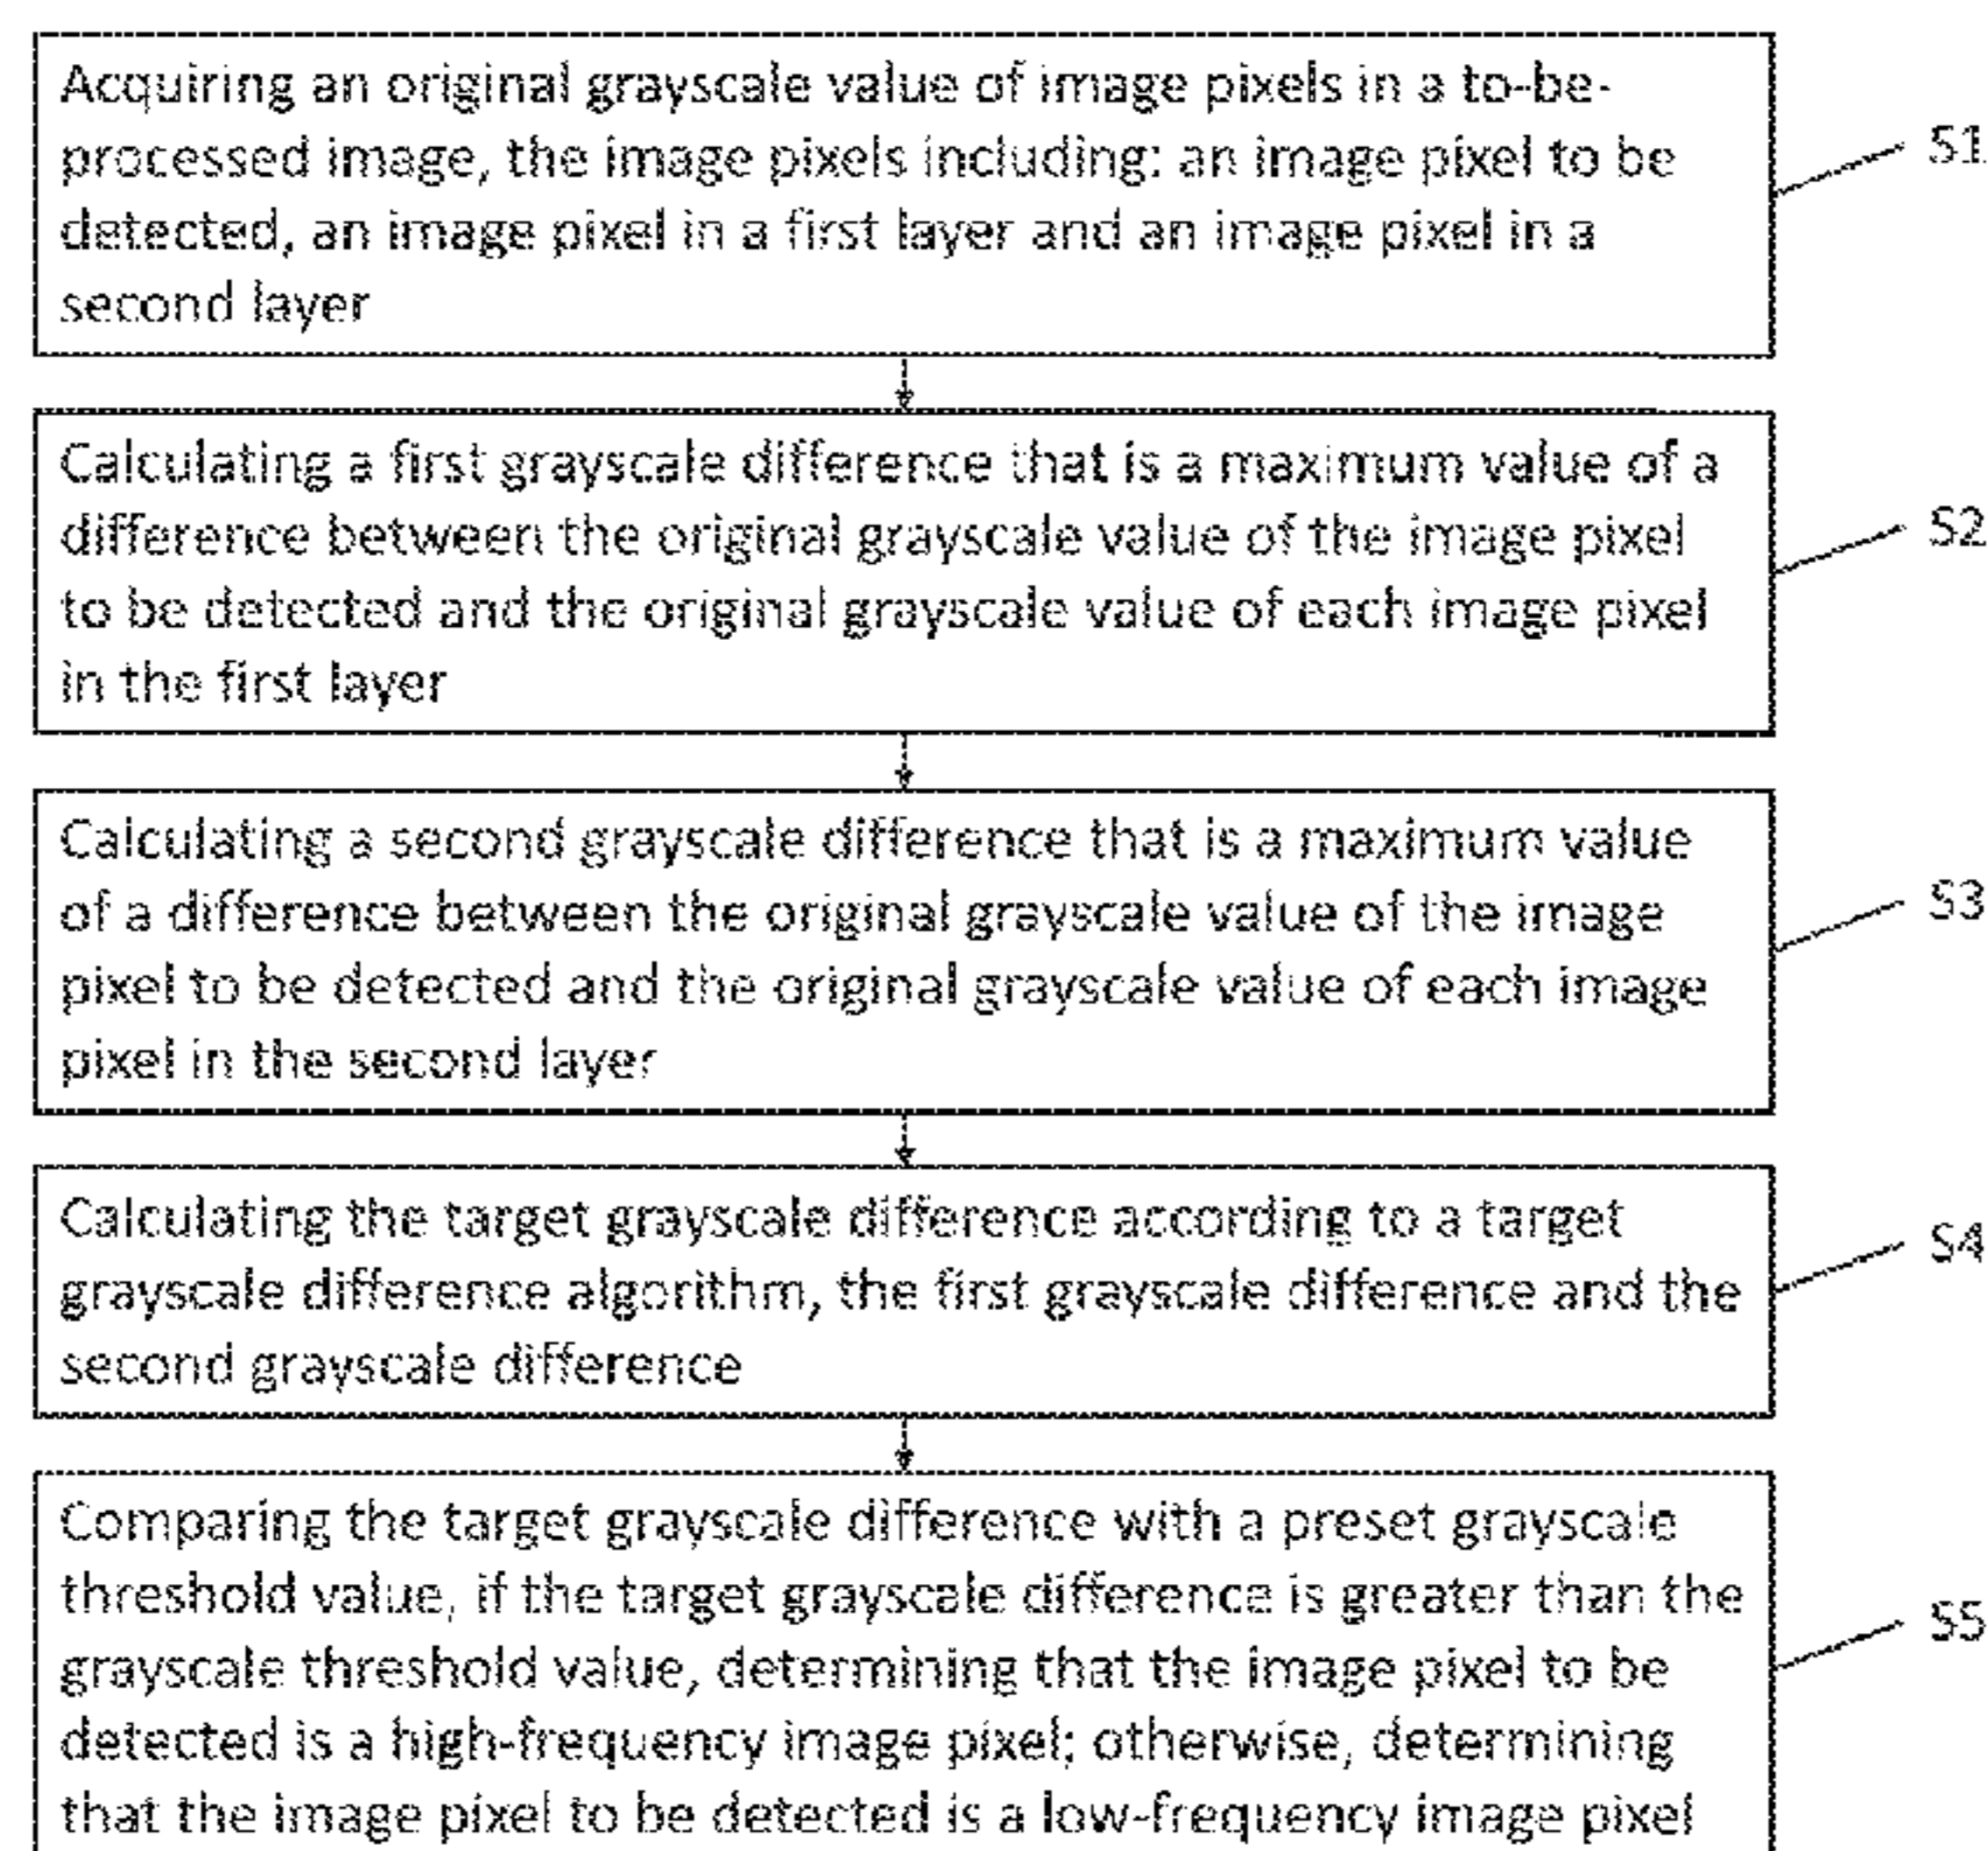 Acquiring an original grayscale value of image pixels in a to-be-
processed image, the image pixels including: an image pixel to be
detected, an image pixel in a first layer and an image pixel in a
second layer
S1
Calculating a first grayscale difference that is a maximum value of a
difference between the original grayscale value of the image pixel
to be detected and the original grayscale value of each image pixel
in the first layer
S2
Calculating a second grayscale difference that is a maximum value
of a difference between the original grayscale value of the image
pixel to be detected and the original grayscale value of each image
pixel in the second layer
S3
Calculating the target grayscale difference according to a target
grayscale difference algorithm, the first grayscale difference and the
second grayscale difference
S4
Comparing the target grayscale difference with a preset grayscale
threshold value, if the target grayscale difference is greater than the
grayscale threshold value, determining that the image pixel to be
detected is a high-frequency image pixel; otherwise, determining
that the image pixel to be detected is a low-frequency image pixel
S5